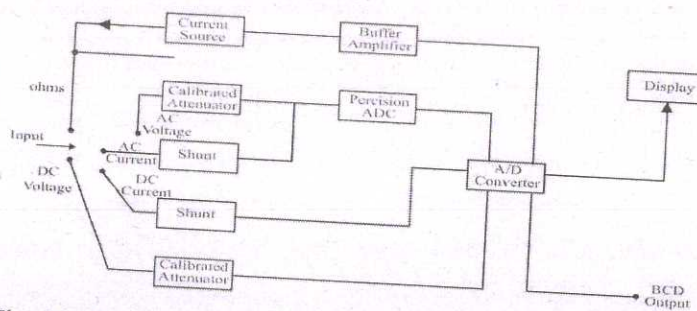 Current
Source
Buffer
Amplifier
ohms
Calibrated
Attenuator
Percision
ADC
Display
AC
Voltage
Input
AC
Current
Shunt
A/D
Converter
DC
Voltage
DC
Current
Shunt
Calibrated
Attenuator
BCD
Output